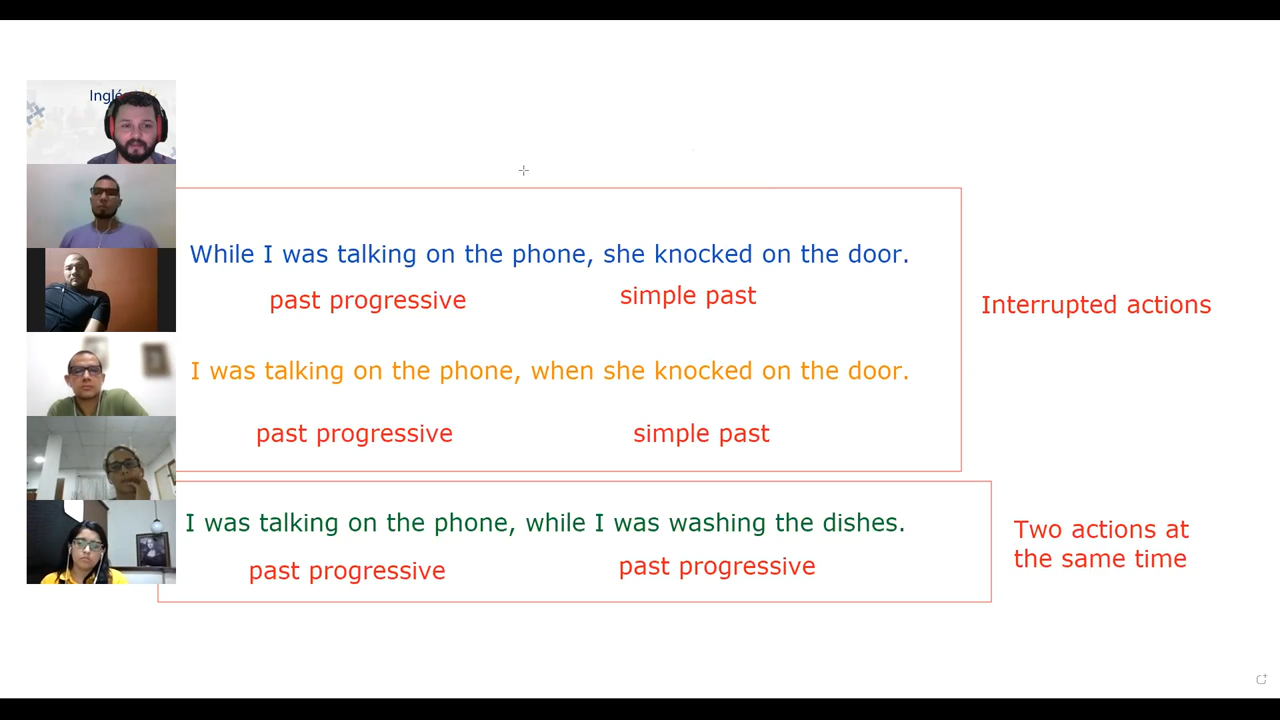 Inglé
While I was talking on the phone, she knocked on the door.
past progressive simple past
Interrupted actions
I was talking on the phone, when she knocked on the door.
past progressive simple past
I was talking on the phone, while I was washing the dishes.
past progressive past progressive
Two actions at
the same time